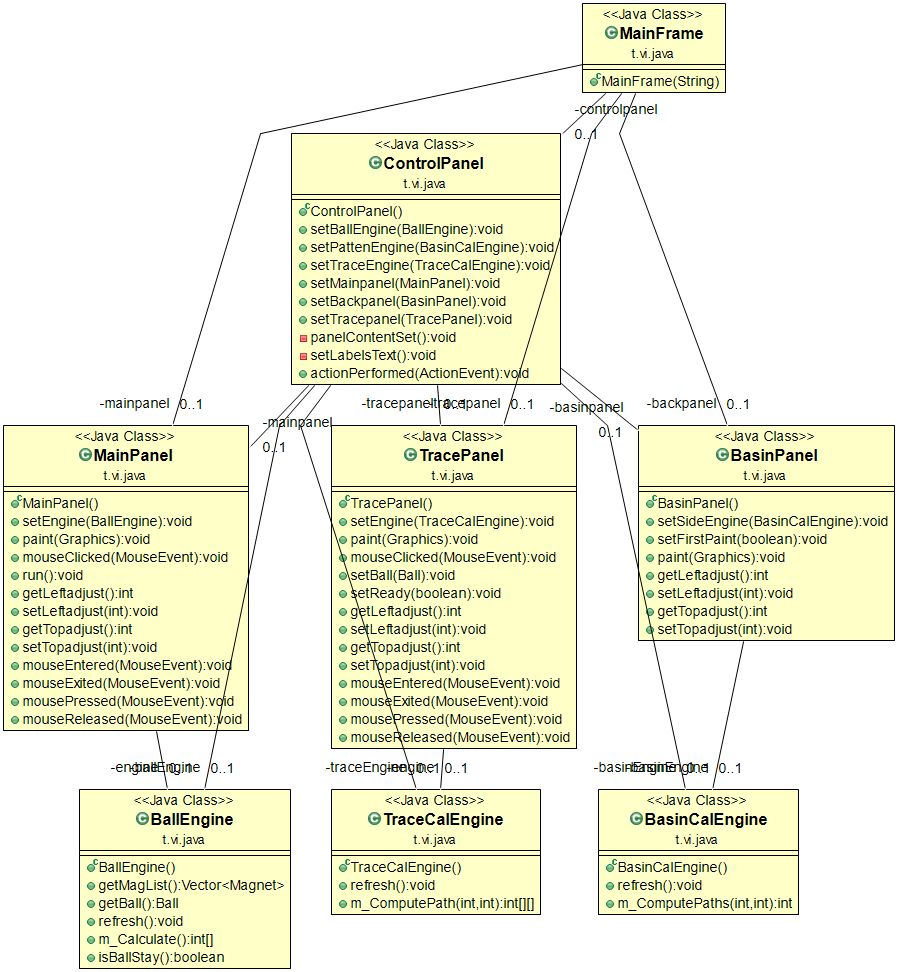 <<Java Class>>
MainFrame
t.vi.java
MainFrame(String)
-controlpanel
0..1
<<Java Class>>
ControlPanel
t.vi.java
ControlPanel()
setBallEngine(BallEngine):void
setPattenEngine(BasinCalEngine):void
setTraceEngine(TraceCalEngine):void
setMainpanel(MainPanel):void
setBackpanel(BasinPanel):void
setTracepanel(TracePanel):void
panelContentSet():void
setLabelsText():void
actionPerformed(ActionEvent):void
-mainpanel 0..1
-mainpanel
0..1
-tracepanel 0..1
-tracepanel 0..1
-basinpanel
0..1
-backpanel 0..1
<<Java Class>>
MainPanel
t.vi.java
MainPanel()
setEngine(BallEngine):void
paint(Graphics):void
mouseClicked(MouseEvent):void
run():void
getLeftadjust():int
setLeftadjust(int):void
getTopadjust():int
setTopadjust(int):void
mouseEntered(MouseEvent):void
mouseExited(MouseEvent):void
mousePressed(MouseEvent):void
mouseReleased(MouseEvent):void
<<Java Class>>
TracePanel
t.vi.java
TracePanel()
setEngine(TraceCalEngine):void
paint(Graphics):void
mouseClicked(MouseEvent):void
setBall(Ball):void
setReady(boolean):void
getLeftadjust():int
setLeftadjust(int):void
getTopadjust():int
setTopadjust(int):void
mouseEntered(MouseEvent):void
mouseExited(MouseEvent):void
mousePressed(MouseEvent):void
mouseReleased(MouseEvent):void
<<Java Class>>
BasinPanel
t.vi.java
BasinPanel()
setSideEngine(BasinCalEngine):void
setFirstPaint(boolean):void
paint(Graphics):void
getLeftadjust():int
setLeftadjust(int):void
getTopadjust():int
setTopadjust(int):void
-engine 0..1
-ballEngine 0..1
-traceEngine 0..1
-engine 0..1
-basinEngine 0..1
-basinEngine 0..1
<<Java Class>>
BallEngine
t.vi.java
BallEngine()
getMagList():Vector<Magnet>
getBall():Ball
refresh():void
m_Calculate():int[]
isBallStay():boolean
<<Java Class>>
TraceCalEngine
t.vi.java
TraceCalEngine()
refresh():void
m_ComputePath(int,int):int[][]
<<Java Class>>
BasinCalEngine
t.vi.java
BasinCalEngine()
refresh():void
m_ComputePaths(int,int):int